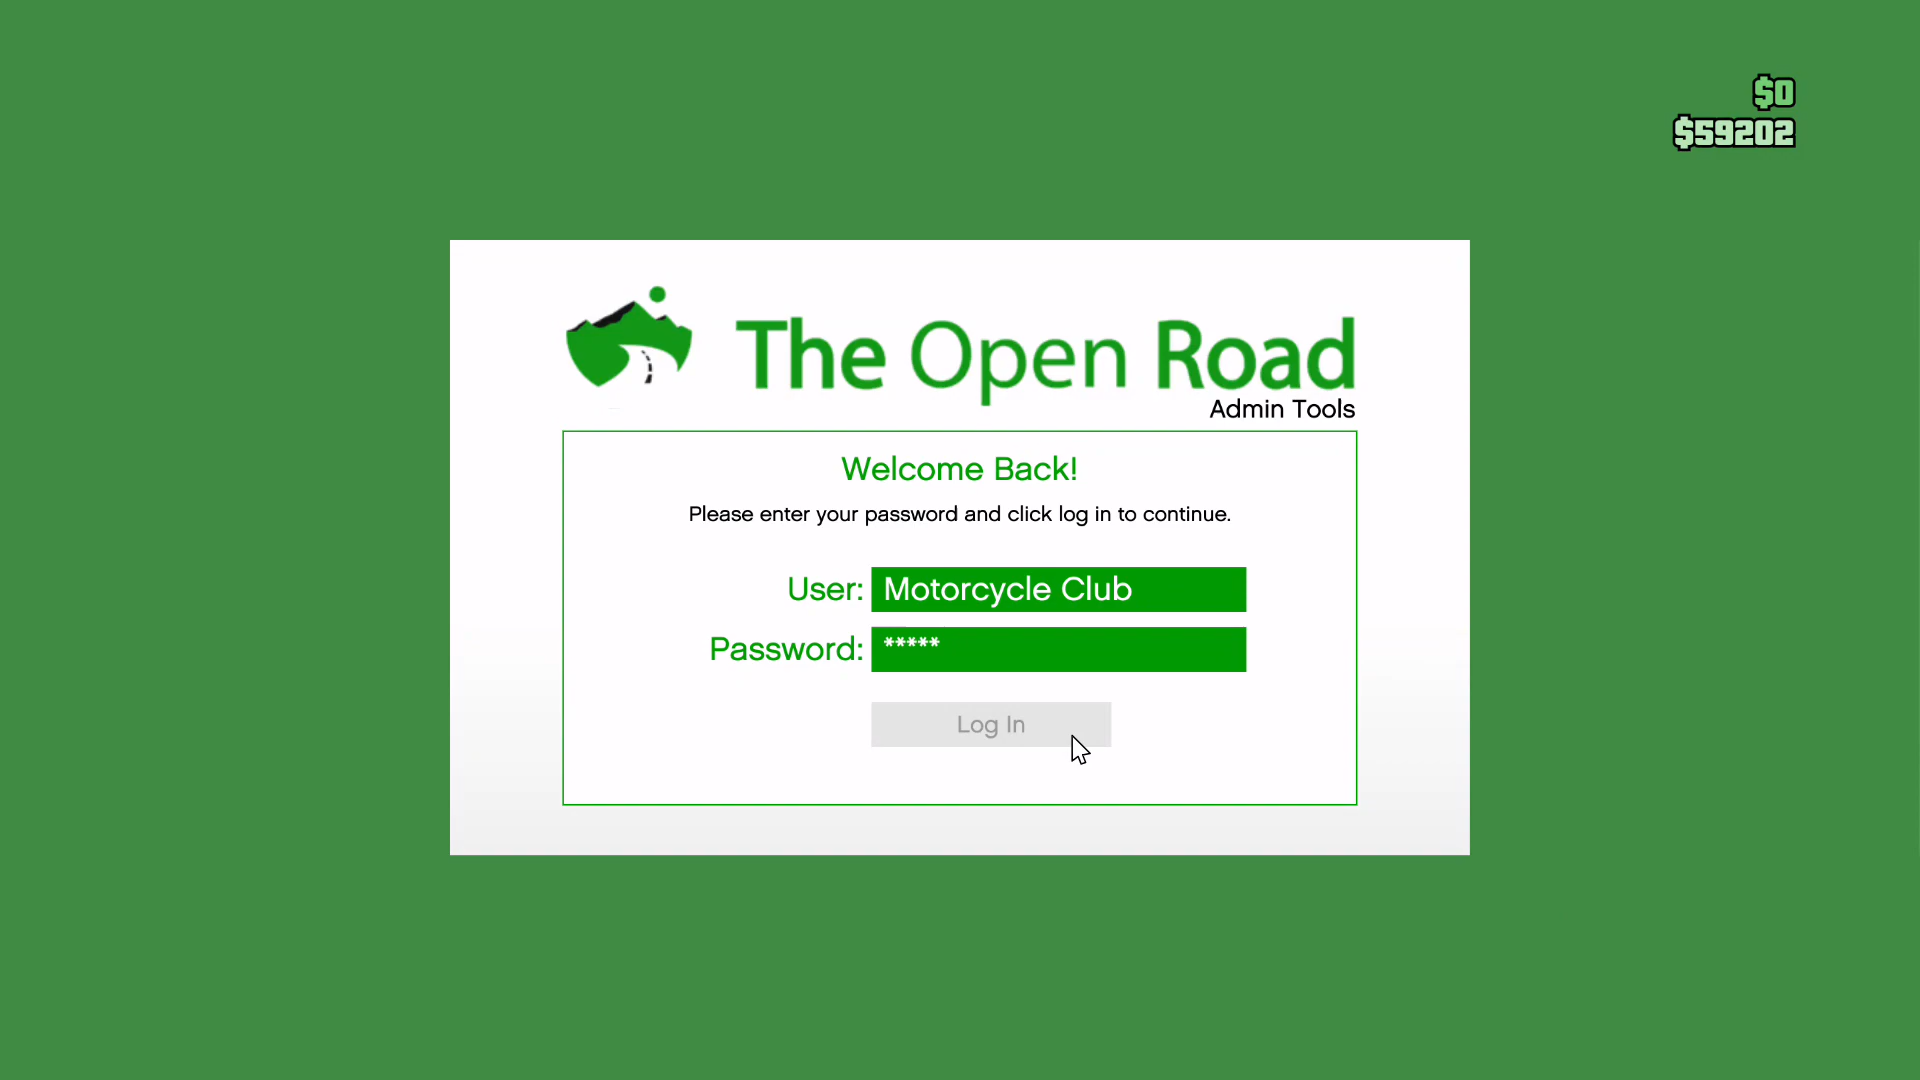 $0
$59202
The Open Road
Admin Tools
Welcome Back!
Please enter your password and click log in to continue.
User: Motorcycle Club
Password: *****
Log In